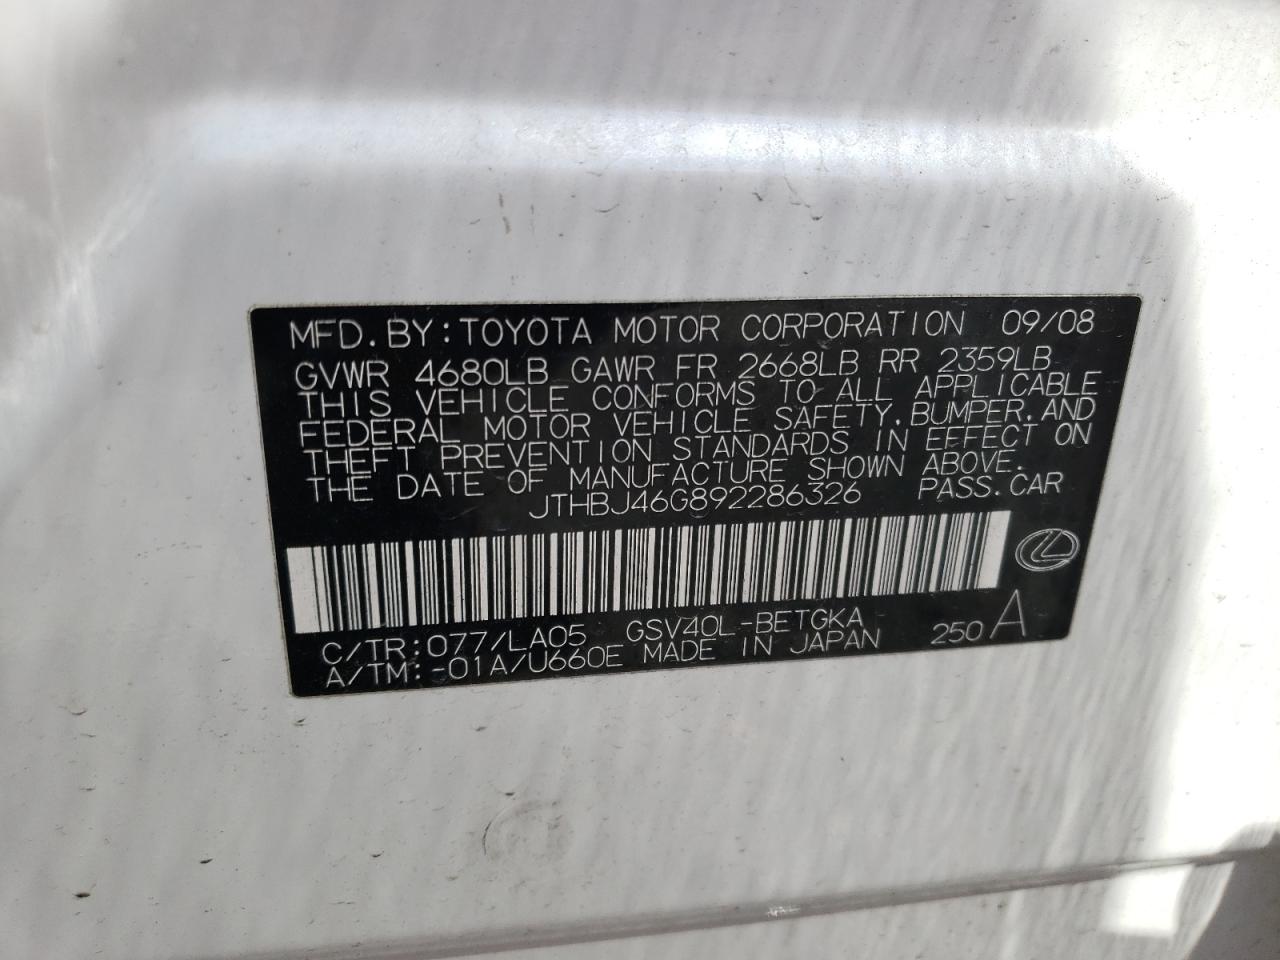 MFD. BY: TOYOTA MOTOR CORPORATION 09/08
GVWR 4680LB GAWR FR 2668LB RR 2359LB
THIS VEHICLE CONFORMS TO ALL APPLICABLE
FEDERAL MOTOR VEHICLE SAFETY, BUMPER, AND
THEFT PREVENTION STANDARDS IN EFFECT ON
THE DATE OF MANUFACTURE SHOWN ABOVE.
JTHBJ46G892286326 PASS. CAR
C/TR: 077/LA05 GSV40L-BETGKA
A/TM: -01A/U660E MADE IN JAPAN 250 A